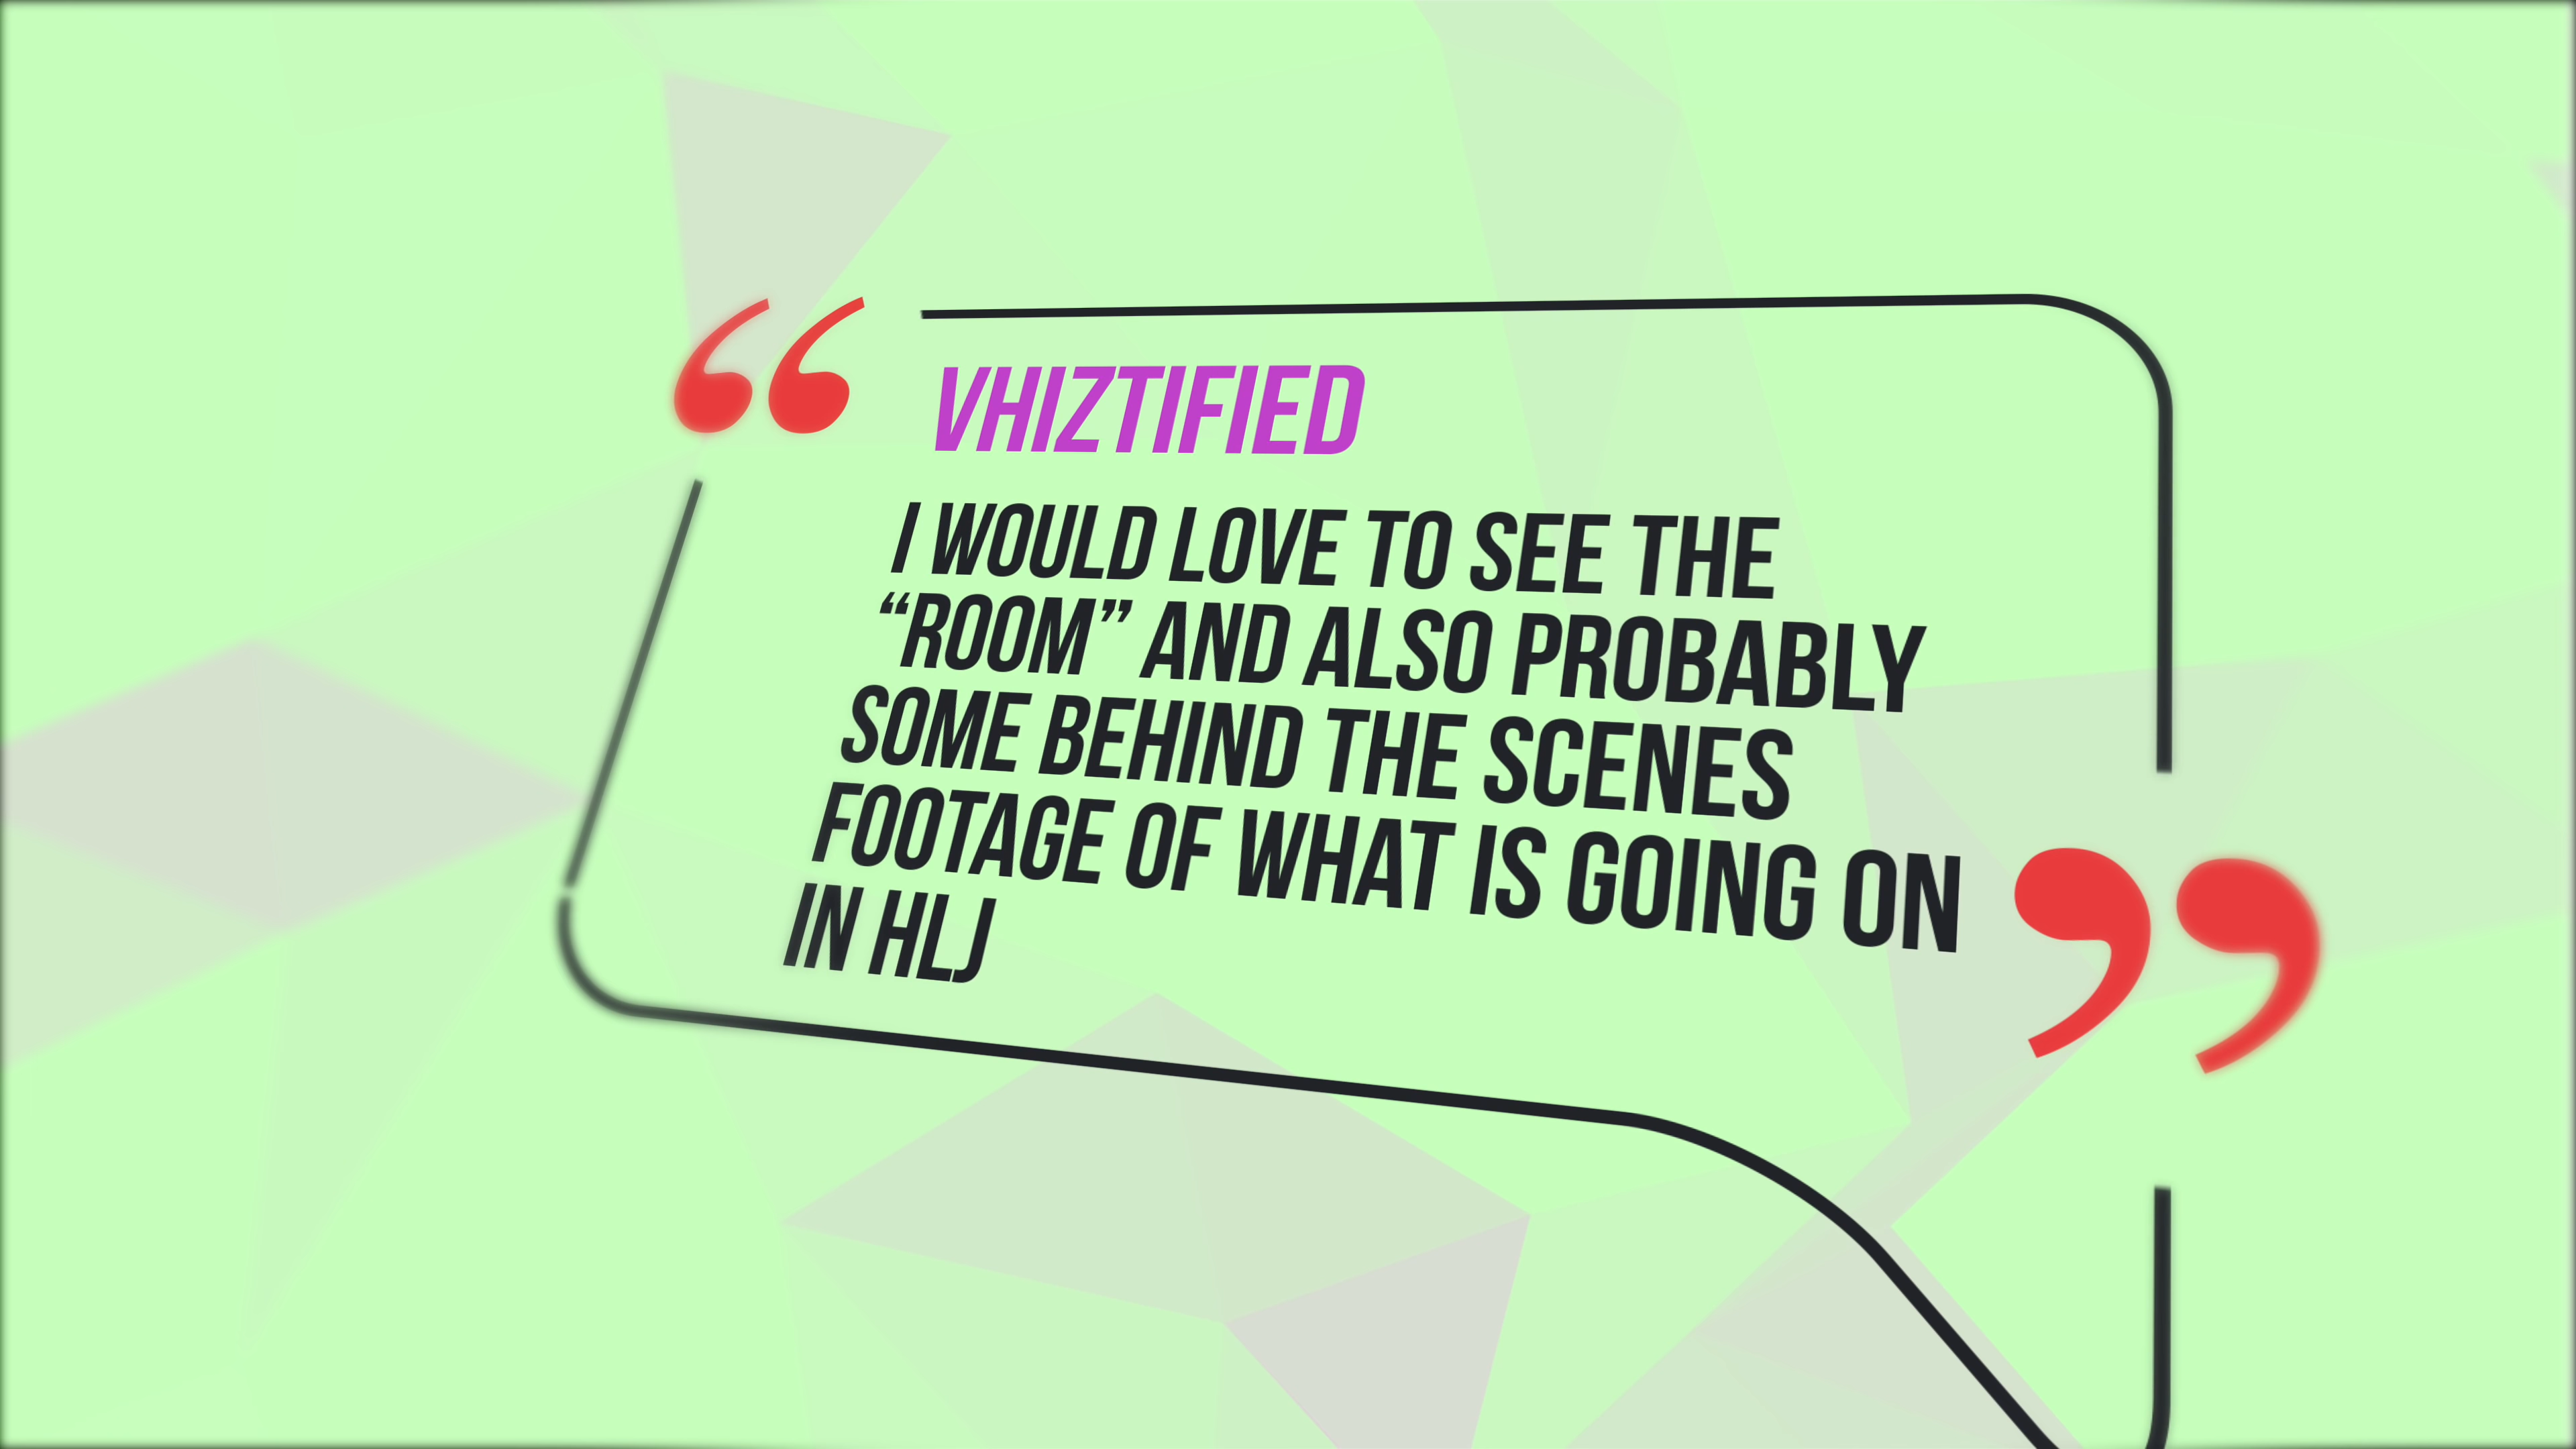 VHIZTIFIED
I WOULD LOVE TO SEE THE
“ROOM” AND ALSO PROBABLY
SOME BEHIND THE SCENES
FOOTAGE OF WHAT IS GOING ON
IN HLJ